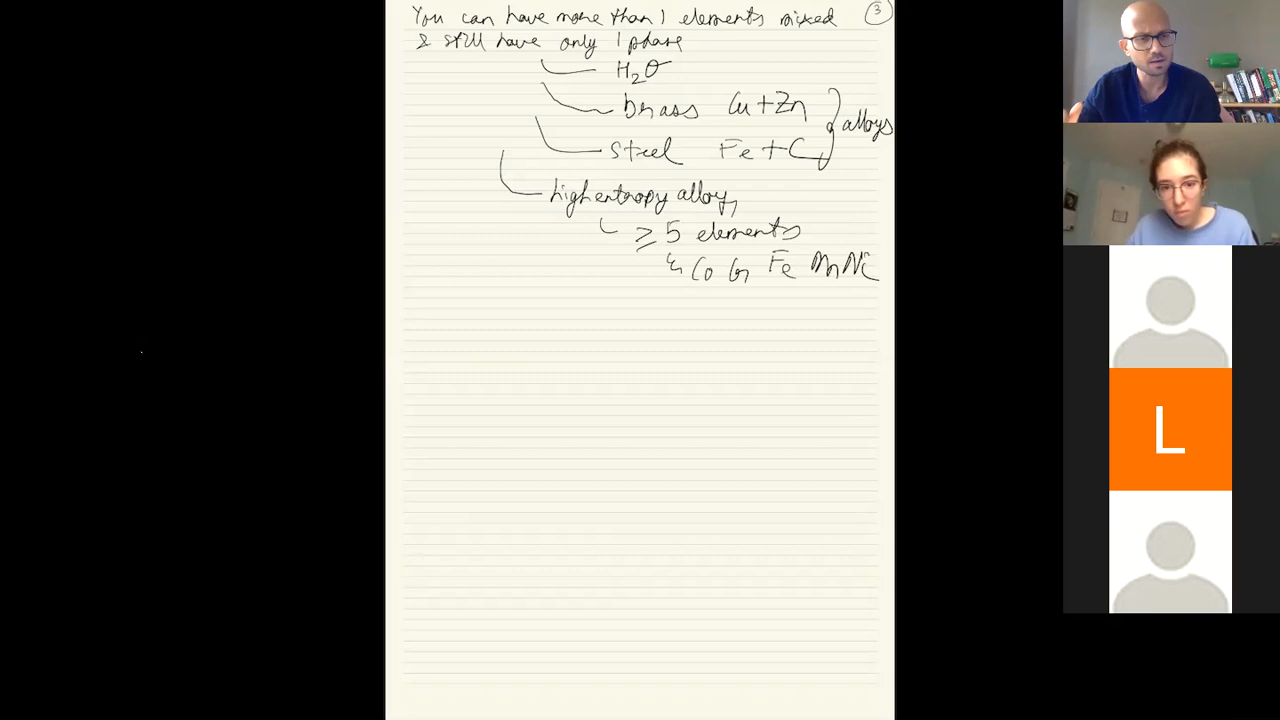 You can have more than 1 elements mixed
& still have only 1 phase
H₂O
brass Cu+Zn
steel Fe+C
alloys
high entropy alloy,
≥ 5 elements
Co Cr Fe Mn Ni
3
L